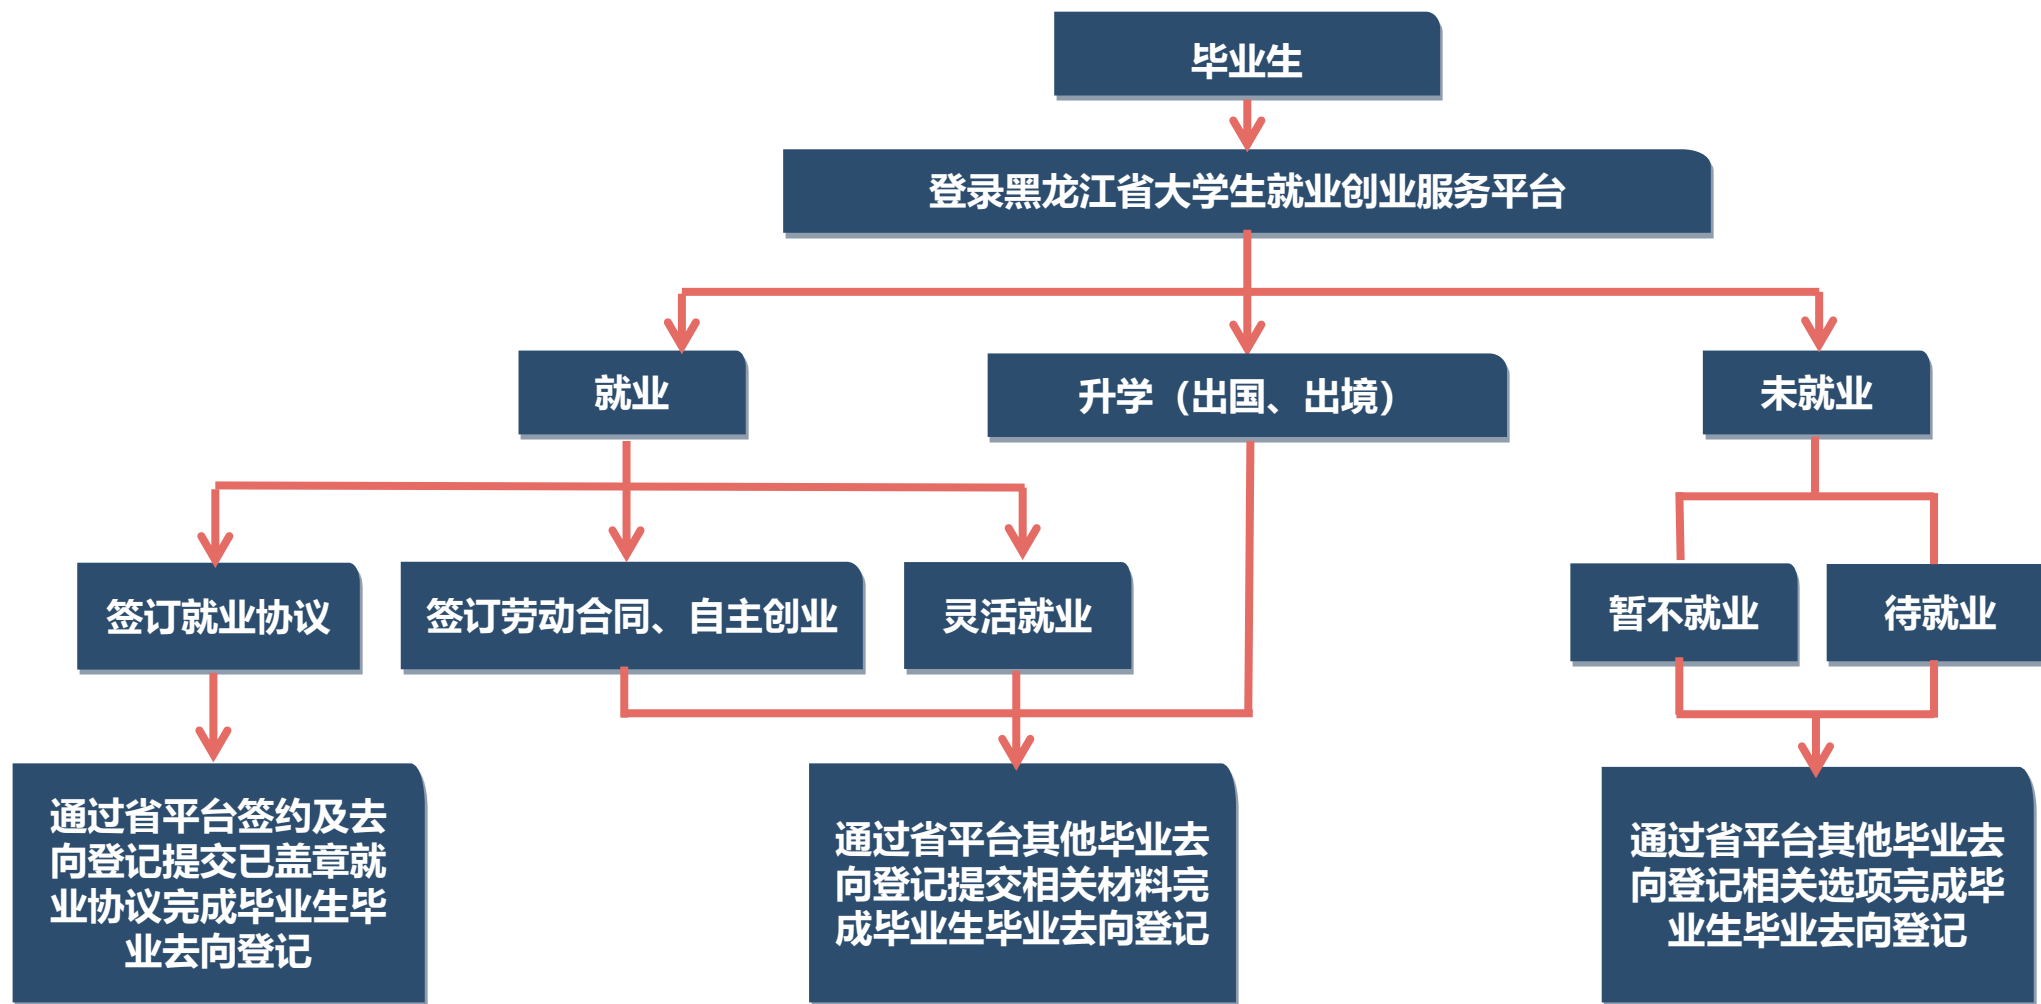 毕业生
登录黑龙江省大学生就业创业服务平台
就业
升学（出国、出境）
未就业
签订就业协议
签订劳动合同、自主创业
灵活就业
暂不就业
待就业
通过省平台签约及去
向登记提交已盖章就
业协议完成毕业生毕
业去向登记
通过省平台其他毕业去
向登记提交相关材料完
成毕业生毕业去向登记
通过省平台其他毕业去
向登记相关选项完成毕
业生毕业去向登记